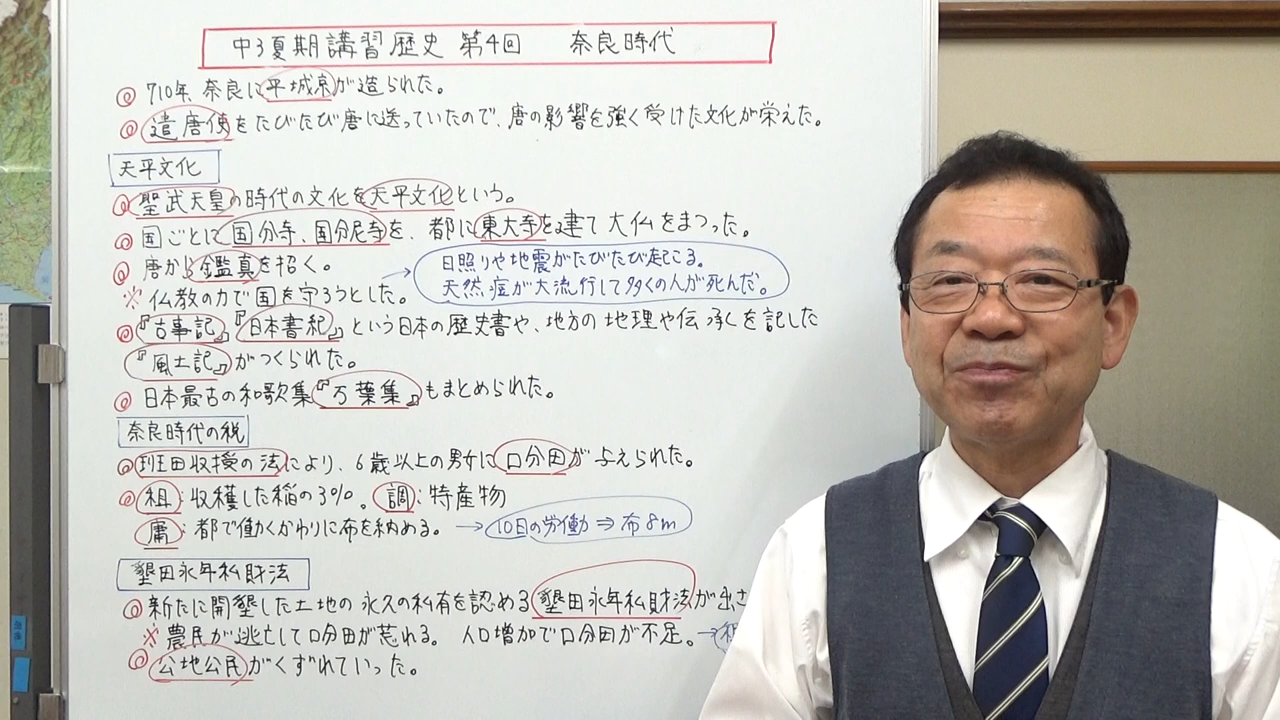 中3夏期講習歴史 第4回 奈良時代
710年 奈良に平城京が造られた。
遣唐使をたびたび唐に送っていたので、唐の影響を強く受けた文化が栄えた。
天平文化
聖武天皇の時代の文化を天平文化という。
国ごとに国分寺、国分尼寺を、都に東大寺を建て大仏をまつった。
唐から鑑真を招く。
→日照りや地震がたびたび起こる。
天然痘が大流行して多くの人が死んだ。
※仏教の力で国を守ろうとした。
『古事記』『日本書紀』という日本の歴史書や、地方の地理や伝承を記した
『風土記』がつくられた。
日本最古の和歌集『万葉集』もまとめられた。
奈良時代の税
班田収授の法により、6歳以上の男女に口分田が与えられた。
租:収穫した稲の3%。調:特産物
庸:都で働くかわりに布を納める。→10日の労働⇒布8m
墾田永年私財法
新たに開墾した土地の永久の私有を認める墾田永年私財法が出さ
※農民が逃亡して口分田が荒れる。人口増加で口分田が不足。→
公地公民がくずれていった。